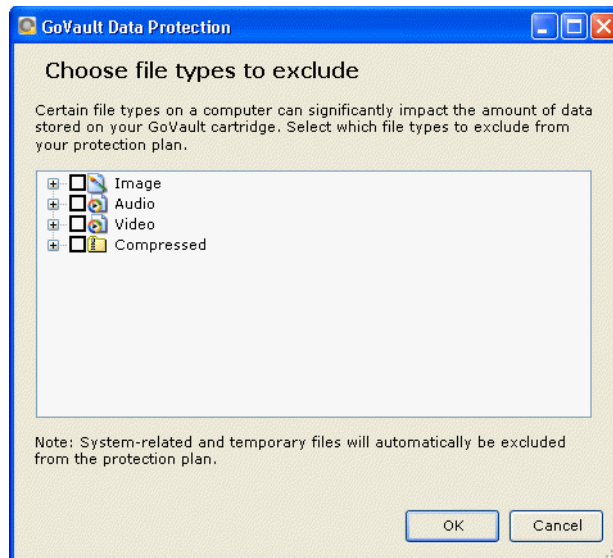 GoVault Data Protection
Choose file types to exclude
Certain file types on a computer can significantly impact the amount of data
stored on your GoVault cartridge. Select which file types to exclude from
your protection plan.
Image
Audio
Video
Compressed
Note: System-related and temporary files will automatically be excluded
from the protection plan.
OK
Cancel